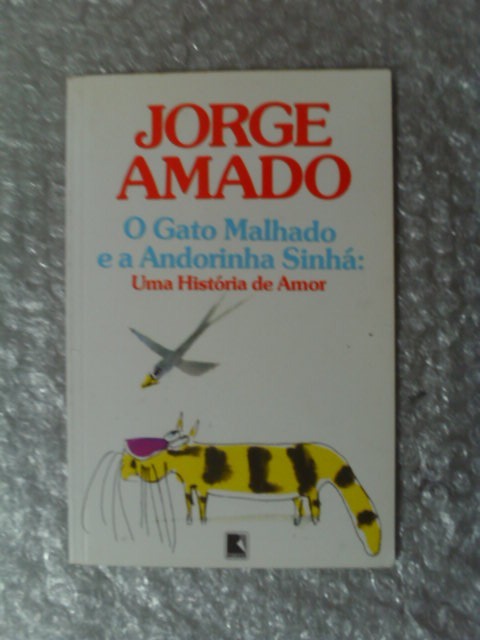 JORGE
AMADO
O Gato Malhado
e a Andorinha Sinhá:
Uma História de Amor